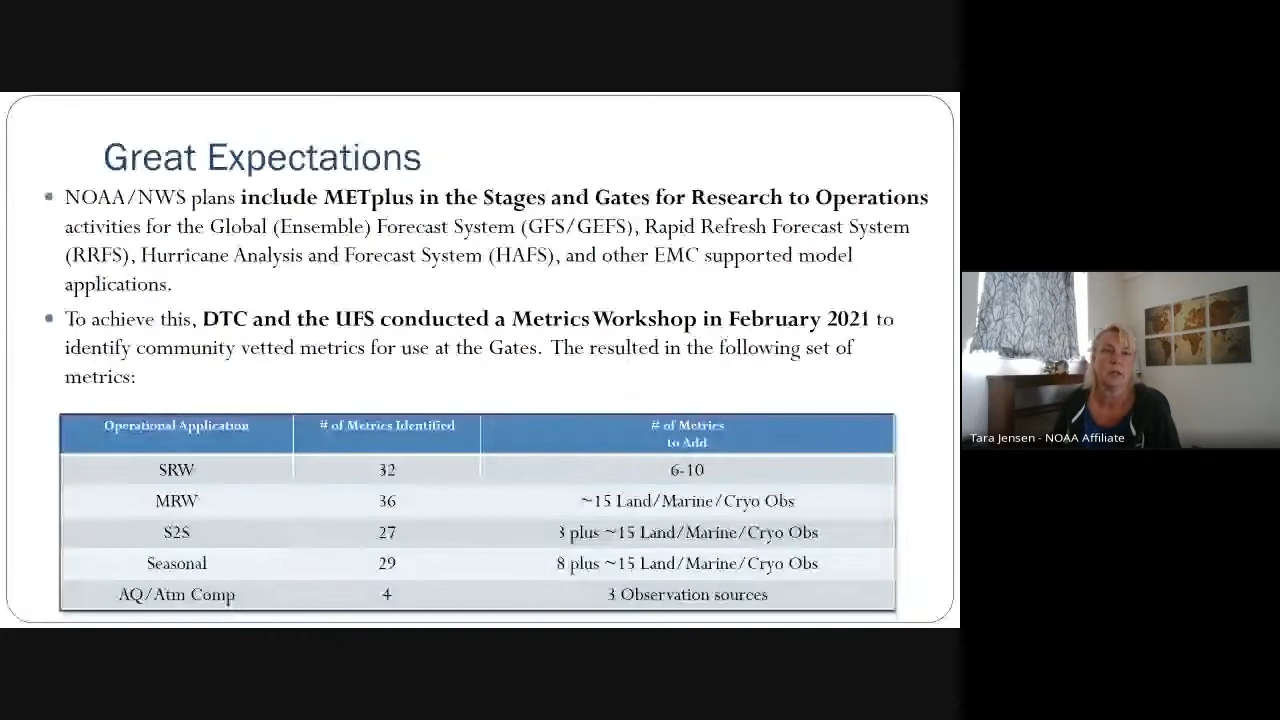 Great Expectations
NOAA/NWS plans include METplus in the Stages and Gates for Research to Operations
activities for the Global (Ensemble) Forecast System (GFS/GEFS), Rapid Refresh Forecast System
(RRFS), Hurricane Analysis and Forecast System (HAFS), and other EMC supported model
applications.
To achieve this, DTC and the UFS conducted a Metrics Workshop in February 2021 to
identify community vetted metrics for use at the Gates. The resulted in the following set of
metrics:
Operational Application # of Metrics Identified # of Metrics
to Add
SRW 32 6-10
MRW 36 ~15 Land/Marine/Cryo Obs
S2S 27 3 plus ~15 Land/Marine/Cryo Obs
Seasonal 29 8 plus ~15 Land/Marine/Cryo Obs
AQ/Atm Comp 4 3 Observation sources
Tara Jensen - NOAA Affiliate